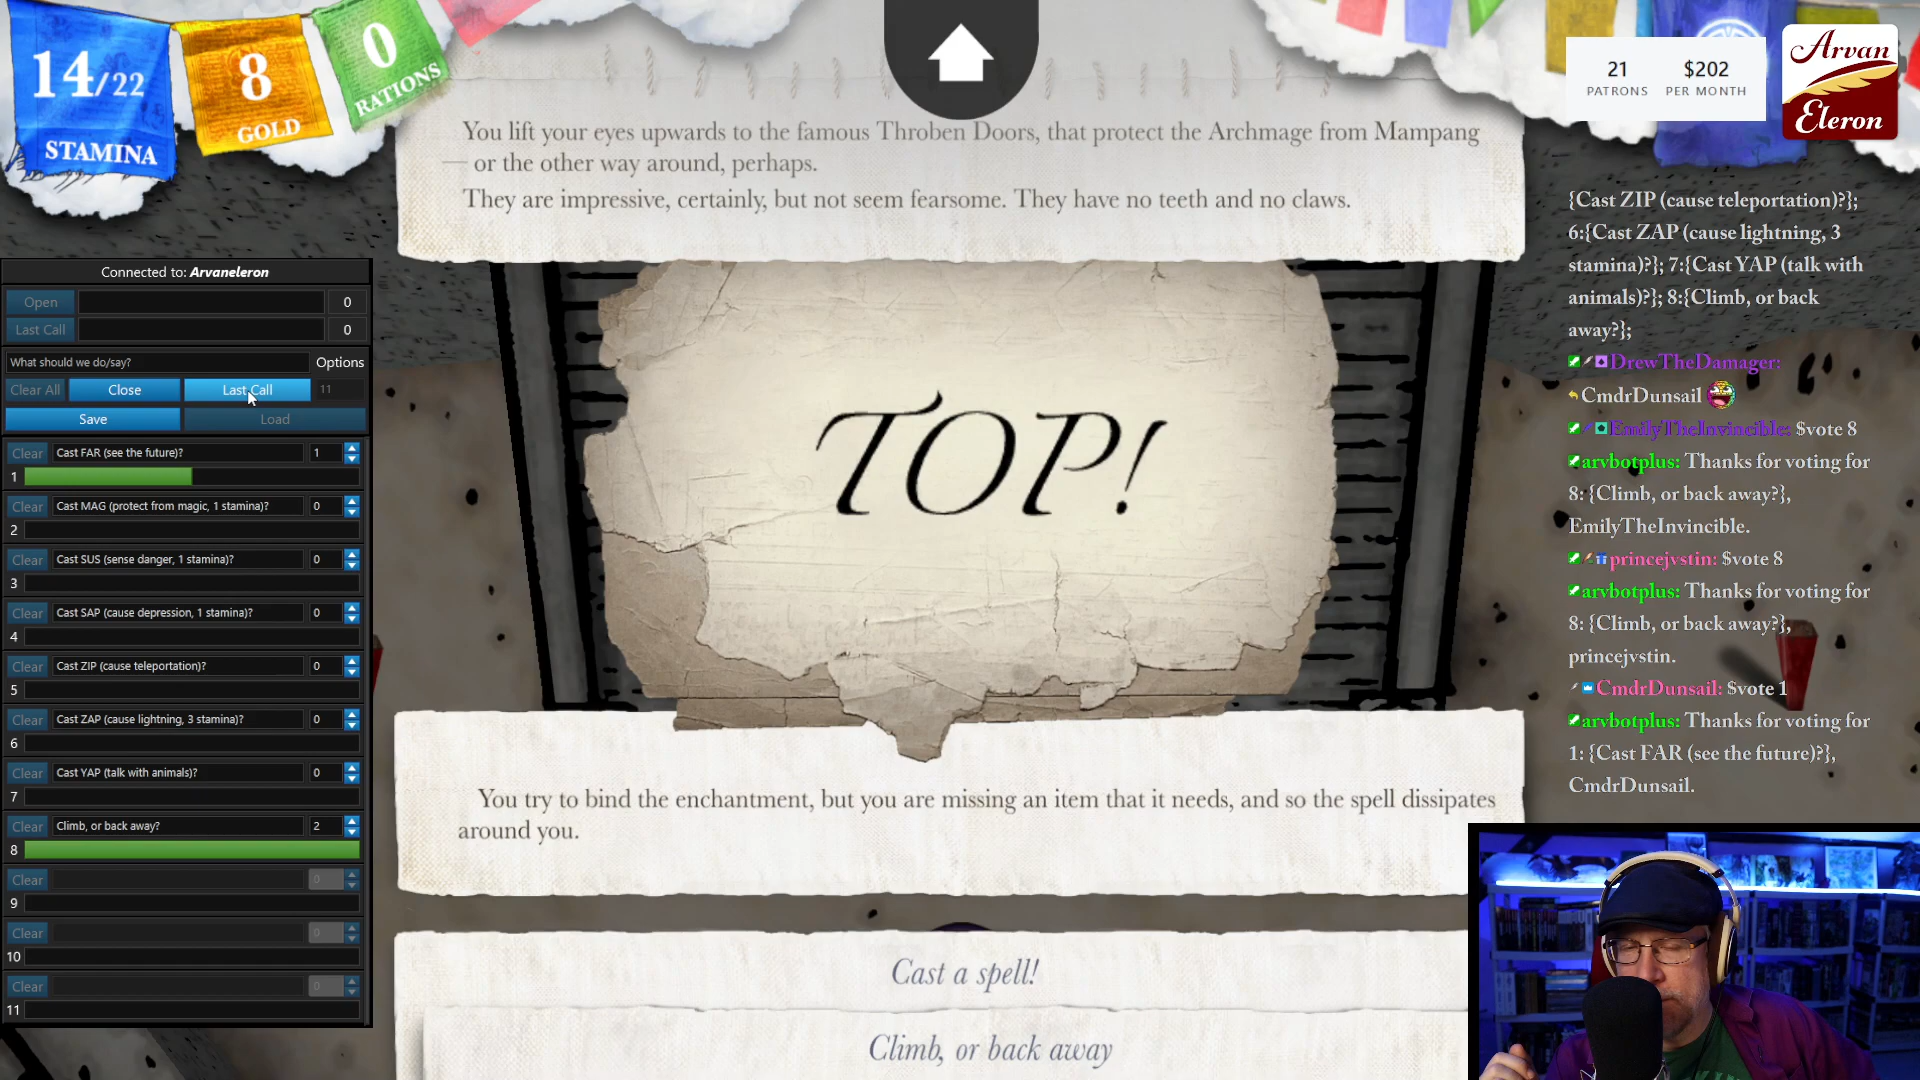 14/22
STAMINA
8
GOLD
0
RATIONS
You lift your eyes upwards to the famous Throben Doors, that protect the Archmage from Mampang
— or the other way around, perhaps.
They are impressive, certainly, but not seem fearsome. They have no teeth and no claws.
TOP!
You try to bind the enchantment, but you are missing an item that it needs, and so the spell dissipates
around you.
Cast a spell!
Climb, or back away
Connected to: Arvaneleron
Open 0
Last Call 0
What should we do/say? Options
Clear All Close Last Call 11
Save Load
Clear Cast FAR (see the future)? 1
1
Clear Cast MAG (protect from magic, 1 stamina)? 0
2
Clear Cast SUS (sense danger, 1 stamina)? 0
3
Clear Cast SAP (cause depression, 1 stamina)? 0
4
Clear Cast ZIP (cause teleportation)? 0
5
Clear Cast ZAP (cause lightning, 3 stamina)? 0
6
Clear Cast YAP (talk with animals)? 0
7
Clear Climb, or back away? 2
8
Clear 0
9
Clear 0
10
Clear 0
11
21 $202
PATRONS PER MONTH
Arvan
Eleron
{Cast ZIP (cause teleportation)?};
6:{Cast ZAP (cause lightning, 3
stamina)?}; 7:{Cast YAP (talk with
animals)?}; 8:{Climb, or back
away?};
DrewTheDamager:
CmdrDunsail
EmilyTheInvincible: $vote 8
arvbotplus: Thanks for voting for
8: {Climb, or back away?},
EmilyTheInvincible.
princejvstin: $vote 8
arvbotplus: Thanks for voting for
8: {Climb, or back away?},
princejvstin.
CmdrDunsail: $vote 1
arvbotplus: Thanks for voting for
1: {Cast FAR (see the future)?},
CmdrDunsail.